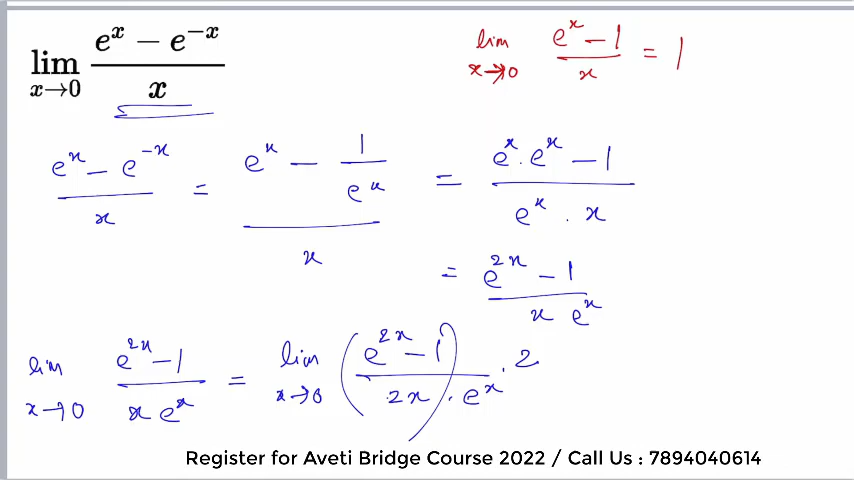 lim x→0 (e^x − e^−x)/x
lim x→0 (e^x − 1)/x = 1
(e^x − e^−x)/x = (e^x − 1/e^x)/x = (e^x · e^x − 1)/(e^x · x)
= (e^2x − 1)/(x e^x)
lim x→0 (e^2x − 1)/(x e^x) = lim x→0 ((e^2x − 1)/2x) · e^x · 2
Register for Aveti Bridge Course 2022 / Call Us : 7894040614